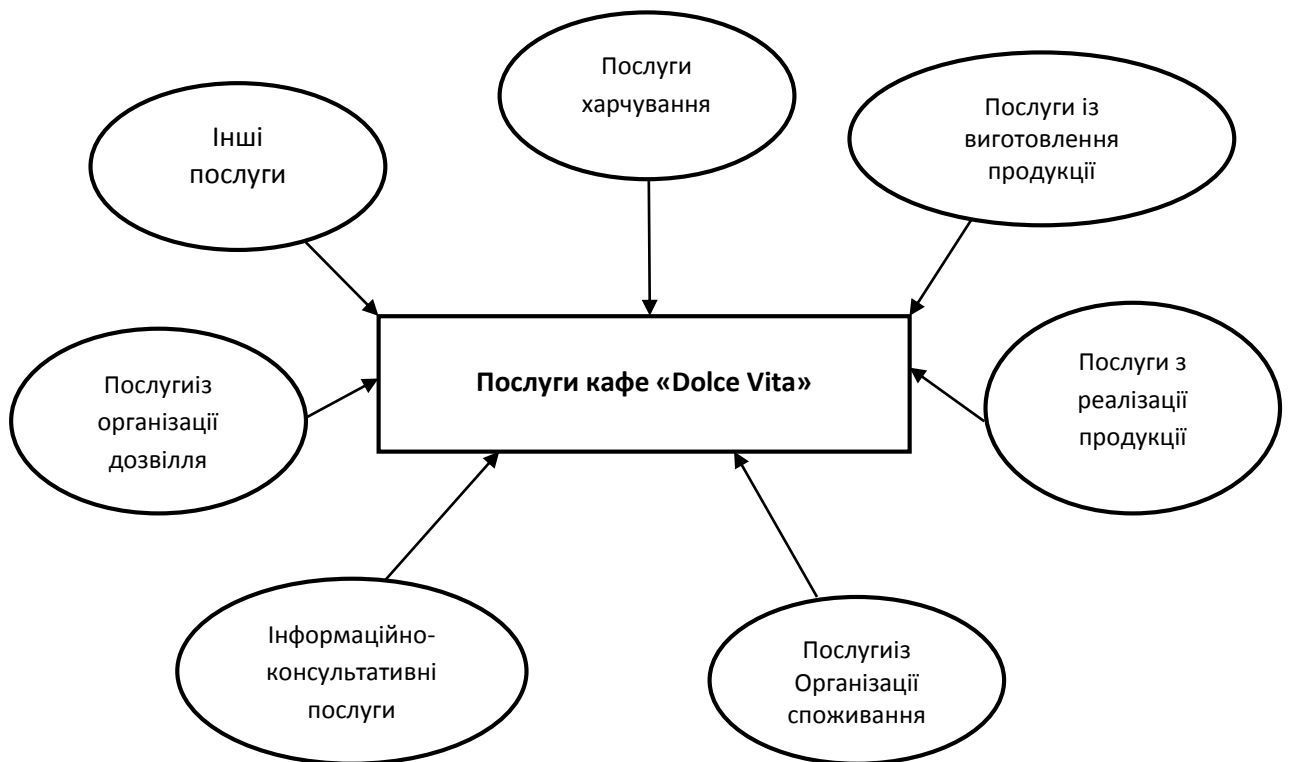 Послуги
харчування
Послуги із
виготовлення
продукції
Інші
послуги
Послуги з
реалізації
продукції
Послуги кафе «Dolce Vita»
Послугиіз
організації
дозвілля
Інформаційно-
консультативні
послуги
Послугиіз
Організації
споживання